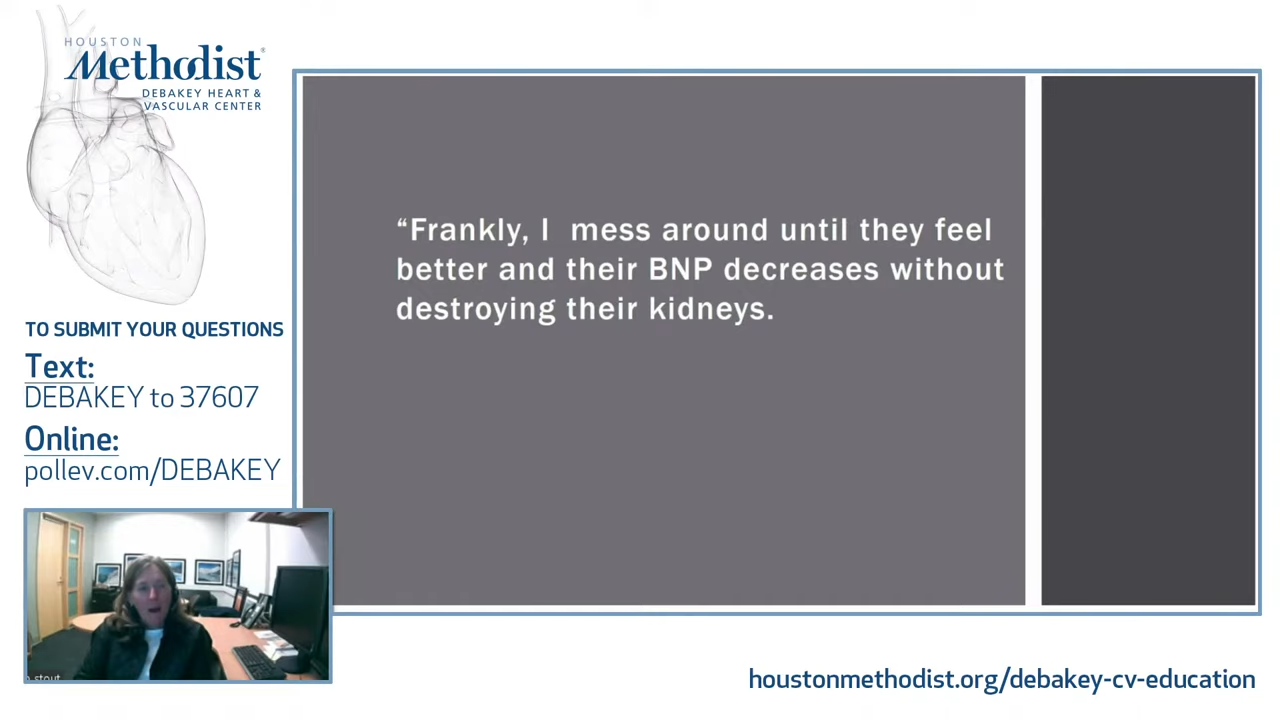 HOUSTON
Methodist®
DEBAKEY HEART &
VASCULAR CENTER
“Frankly, I mess around until they feel
better and their BNP decreases without
destroying their kidneys.
TO SUBMIT YOUR QUESTIONS
Text:
DEBAKEY to 37607
Online:
pollev.com/DEBAKEY
stout
houstonmethodist.org/debakey-cv-education